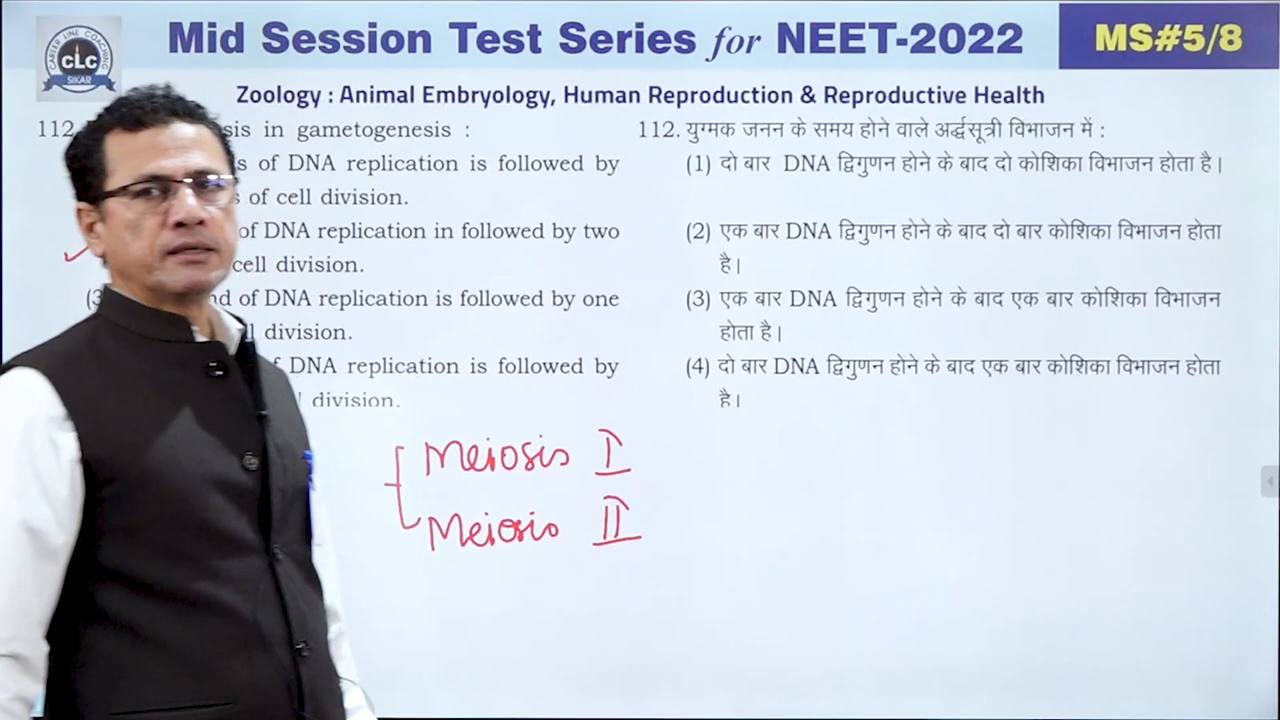 CAREER LINE COACHING
CLC
SIKAR
Mid Session Test Series for NEET-2022
MS#5/8
Zoology : Animal Embryology, Human Reproduction & Reproductive Health
112
sis in gametogenesis :
s of DNA replication is followed by
s of cell division.
of DNA replication in followed by two
cell division.
(3
nd of DNA replication is followed by one
l division.
f DNA replication is followed by
l division.
112. युग्मक जनन के समय होने वाले अर्द्धसूत्री विभाजन में :
(1) दो बार DNA द्विगुणन होने के बाद दो कोशिका विभाजन होता है।
(2) एक बार DNA द्विगुणन होने के बाद दो बार कोशिका विभाजन होता
है।
(3) एक बार DNA द्विगुणन होने के बाद एक बार कोशिका विभाजन
होता है।
(4) दो बार DNA द्विगुणन होने के बाद एक बार कोशिका विभाजन होता
है।
Meiosis I
Meiosis II